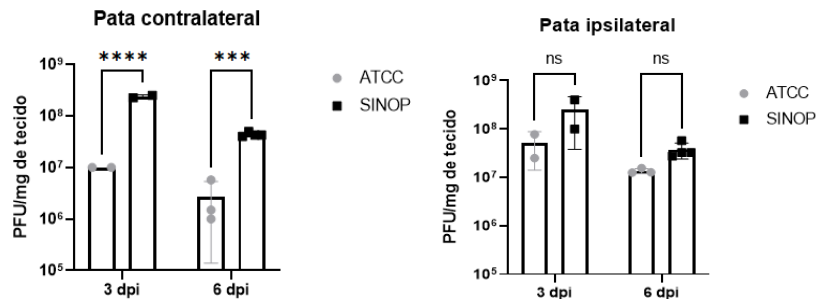 Pata contralateral
PFU/mg de tecido
10⁹
10⁸
10⁷
10⁶
10⁵
****
***
3 dpi
6 dpi
ATCC
SINOP
Pata ipsilateral
PFU/mg de tecido
10⁹
10⁸
10⁷
10⁶
10⁵
ns
ns
3 dpi
6 dpi
ATCC
SINOP